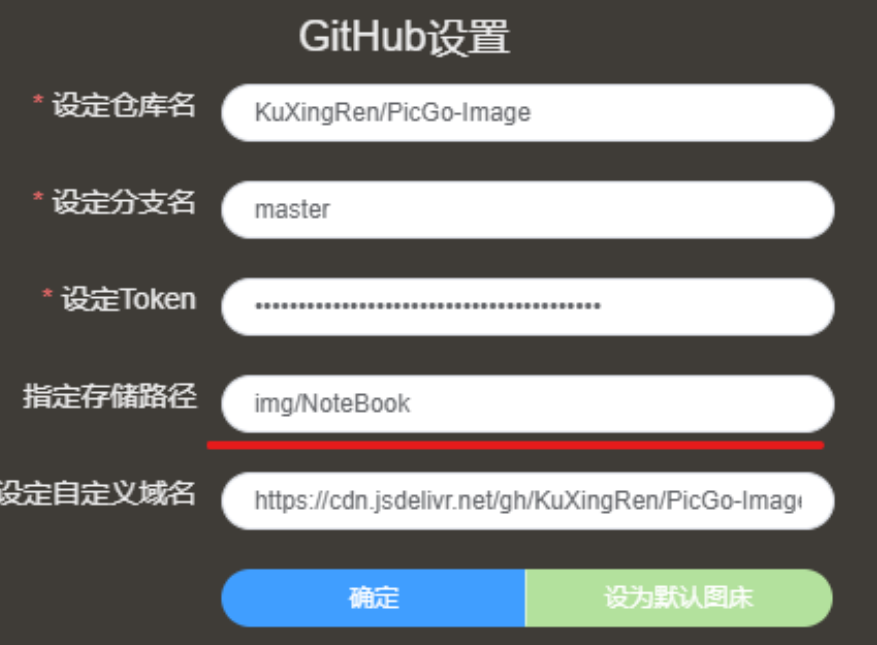 GitHub设置
* 设定仓库名 KuXingRen/PicGo-Image
* 设定分支名 master
* 设定Token ••••••••••••••••••••••••••••••••••••••••
指定存储路径 img/NoteBook
设定自定义域名 https://cdn.jsdelivr.net/gh/KuXingRen/PicGo-Image
确定 设为默认图床